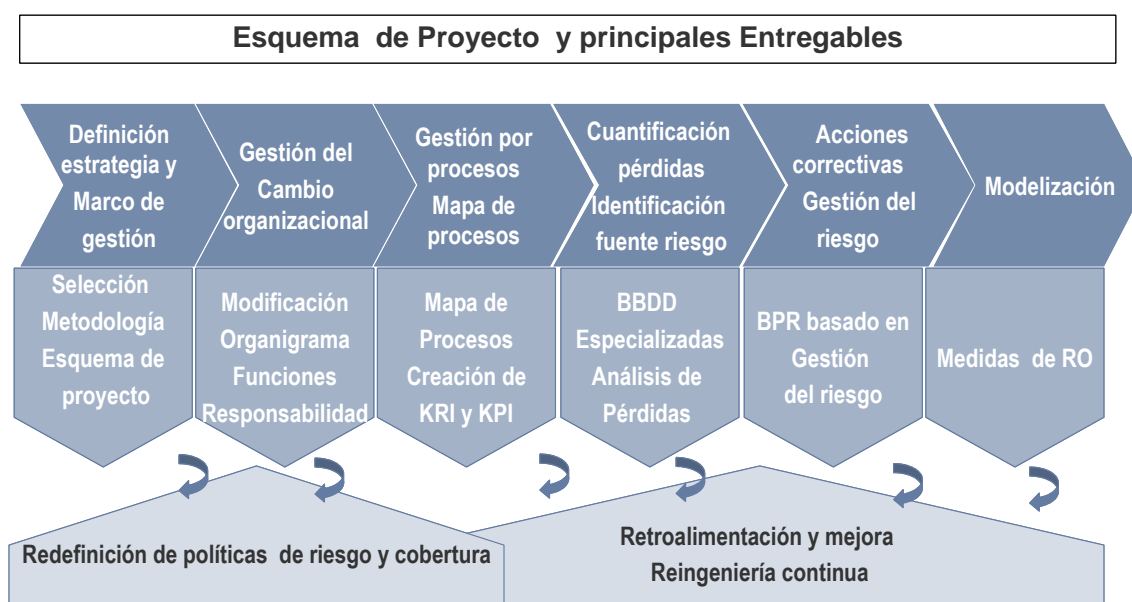 Esquema de Proyecto y principales Entregables
Definición
estrategia y
Marco de
gestión
Gestión del
Cambio
organizacional
Gestión por
procesos
Mapa de
procesos
Cuantificación
pérdidas
Identificación
fuente riesgo
Acciones
correctivas
Gestión del
riesgo
Modelización
Selección
Metodología
Esquema de
proyecto
Modificación
Organigrama
Funciones
Responsabilidad
Mapa de
Procesos
Creación de
KRI y KPI
BBDD
Especializadas
Análisis de
Pérdidas
BPR basado en
Gestión
del riesgo
Medidas de RO
Redefinición de políticas de riesgo y cobertura
Retroalimentación y mejora
Reingeniería continua